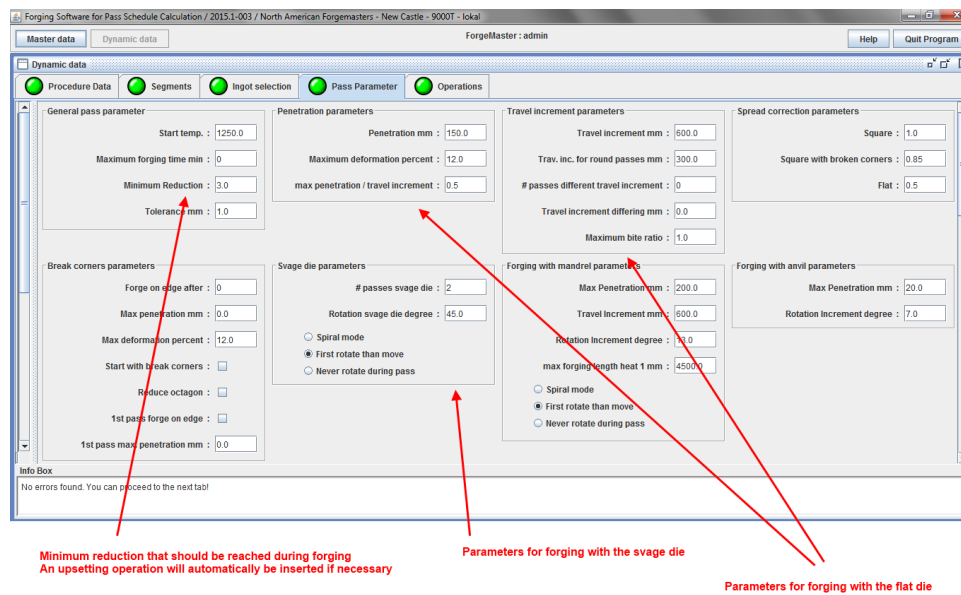 Forging Software for Pass Schedule Calculation / 2015.1-003 / North American Forgemasters - New Castle - 9000T - lokal
Master data
Dynamic data
ForgeMaster : admin
Help
Quit Program
Dynamic data
Procedure Data
Segments
Ingot selection
Pass Parameter
Operations
General pass parameter
Start temp. : 1250.0
Maximum forging time min : 0
Minimum Reduction : 3.0
Tolerance mm : 1.0
Penetration parameters
Penetration mm : 150.0
Maximum deformation percent : 12.0
max penetration / travel increment : 0.5
Travel increment parameters
Travel increment mm : 600.0
Trav. inc. for round passes mm : 300.0
# passes different travel increment : 0
Travel increment differing mm : 0.0
Maximum bite ratio : 1.0
Spread correction parameters
Square : 1.0
Square with broken corners : 0.85
Flat : 0.5
Break corners parameters
Forge on edge after : 0
Max penetration mm : 0.0
Max deformation percent : 12.0
Start with break corners :
Reduce octagon :
1st pass forge on edge :
1st pass max. penetration mm : 0.0
Svage die parameters
# passes svage die : 2
Rotation svage die degree : 45.0
Spiral mode
First rotate than move
Never rotate during pass
Forging with mandrel parameters
Max Penetration mm : 200.0
Travel Increment mm : 600.0
Rotation Increment degree : 13.0
max forging length heat 1 mm : 4500.0
Spiral mode
First rotate than move
Never rotate during pass
Forging with anvil parameters
Max Penetration mm : 20.0
Rotation Increment degree : 7.0
Info Box
No errors found. You can proceed to the next tab!
Minimum reduction that should be reached during forging
An upsetting operation will automatically be inserted if necessary
Parameters for forging with the svage die
Parameters for forging with the flat die